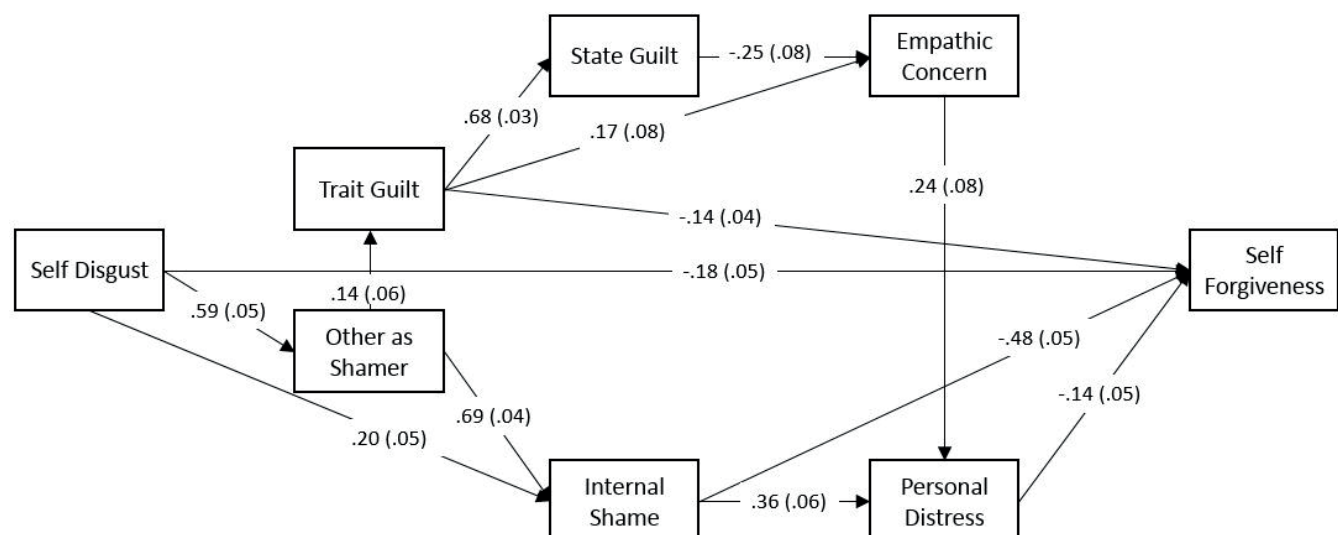 State Guilt
-.25 (.08)
Empathic
Concern
.68 (.03)
.17 (.08)
Trait Guilt
.24 (.08)
-.14 (.04)
Self Disgust
-.18 (.05)
Self
Forgiveness
.59 (.05)
.14 (.06)
Other as
Shamer
-.48 (.05)
-.14 (.05)
.69 (.04)
.20 (.05)
Internal
Shame
.36 (.06)
Personal
Distress